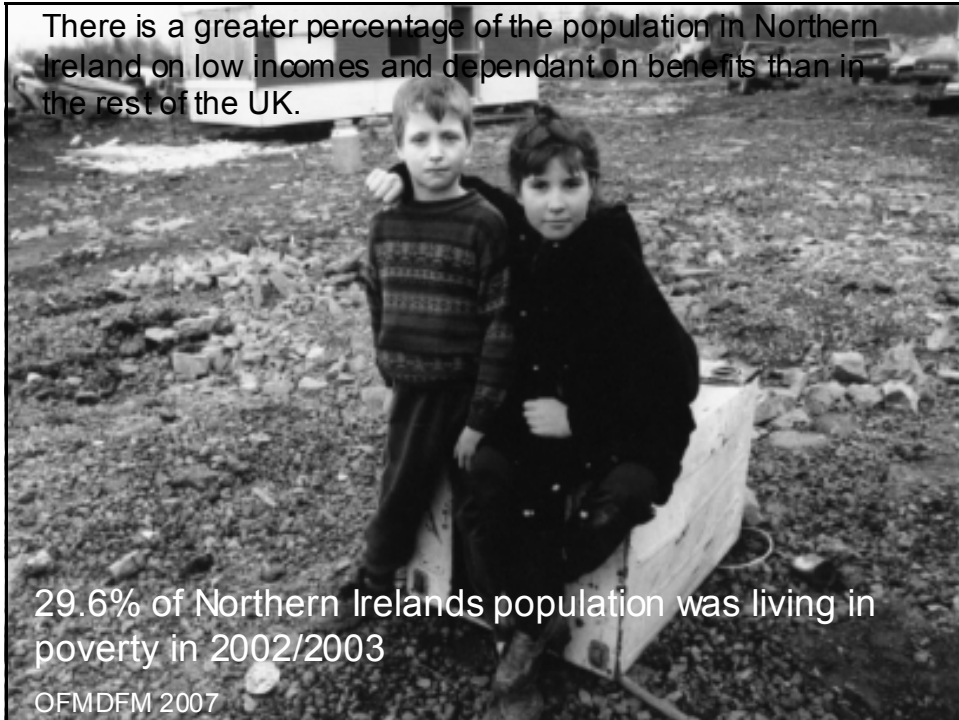 There is a greater percentage of the population in Northern
Ireland on low incomes and dependant on benefits than in
the rest of the UK.
29.6% of Northern Irelands population was living in
poverty in 2002/2003
OFMDFM 2007